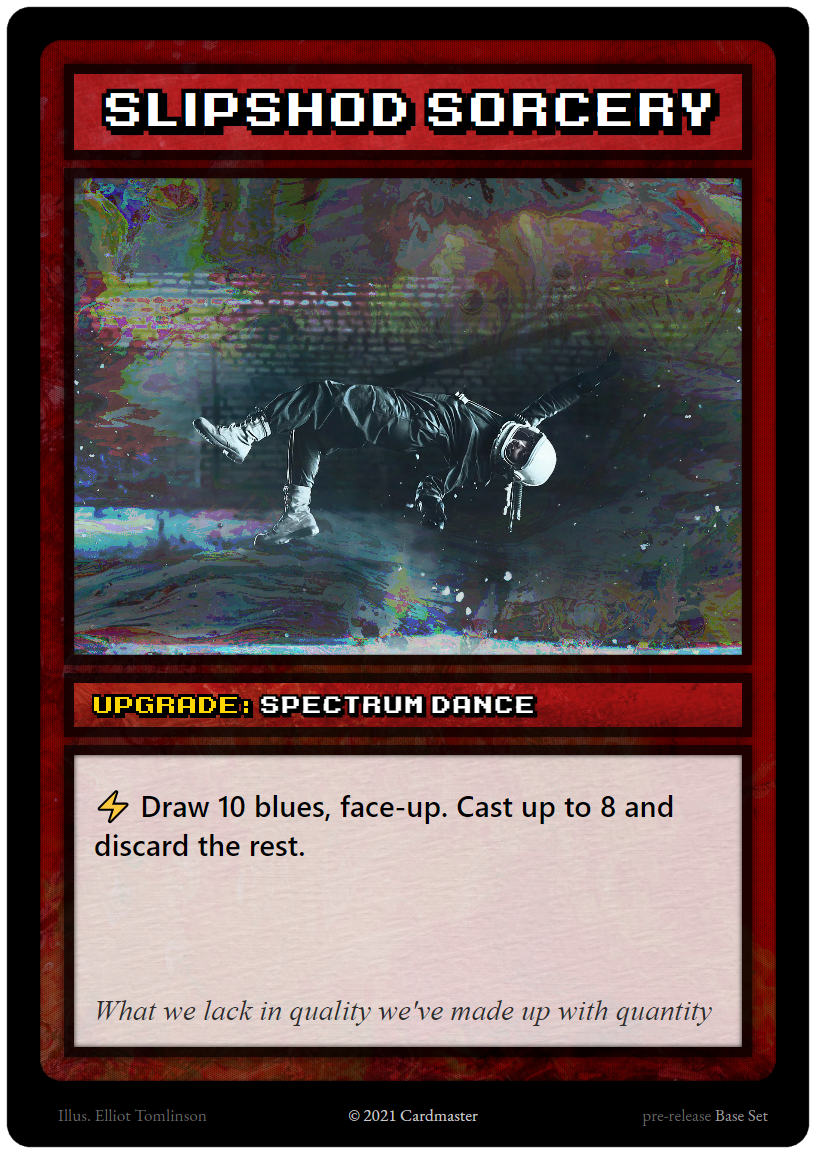 SLIPSHOD SORCERY
UPGRADE: SPECTRUM DANCE
⚡ Draw 10 blues, face-up. Cast up to 8 and
discard the rest.
What we lack in quality we've made up with quantity
Illus. Elliot Tomlinson © 2021 Cardmaster pre-release Base Set